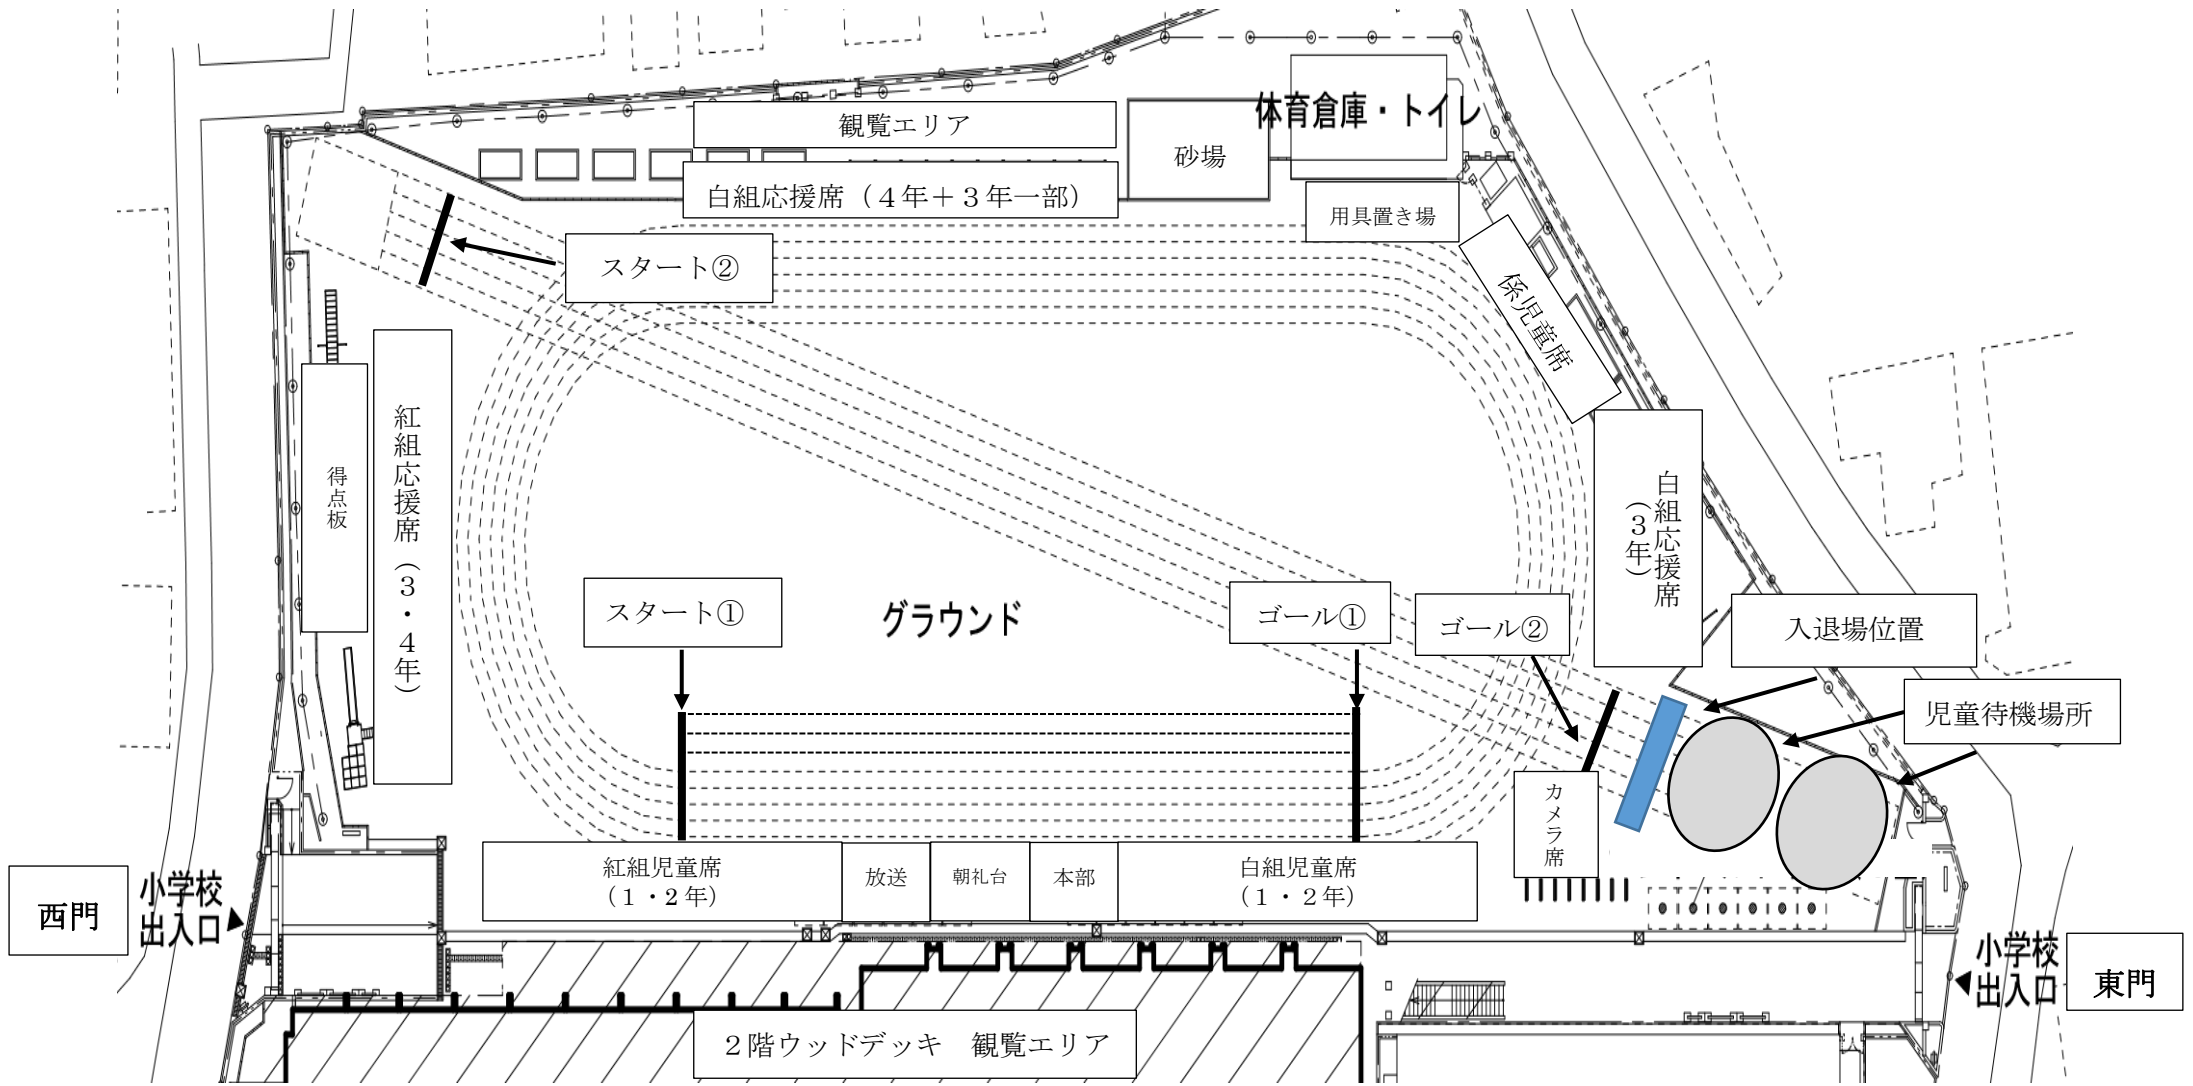 観覧エリア
体育倉庫・トイレ
砂場
白組応援席（４年＋３年一部）
用具置き場
スタート②
係児童席
紅組応援席（３・４年）
得点板
白組応援席
（３年）
スタート①
グラウンド
ゴール①
ゴール②
入退場位置
児童待機場所
カメラ席
紅組児童席
（１・２年）
放送
朝礼台
本部
白組児童席
（１・２年）
西門
小学校
出入口
小学校
出入口
東門
２階ウッドデッキ　観覧エリア